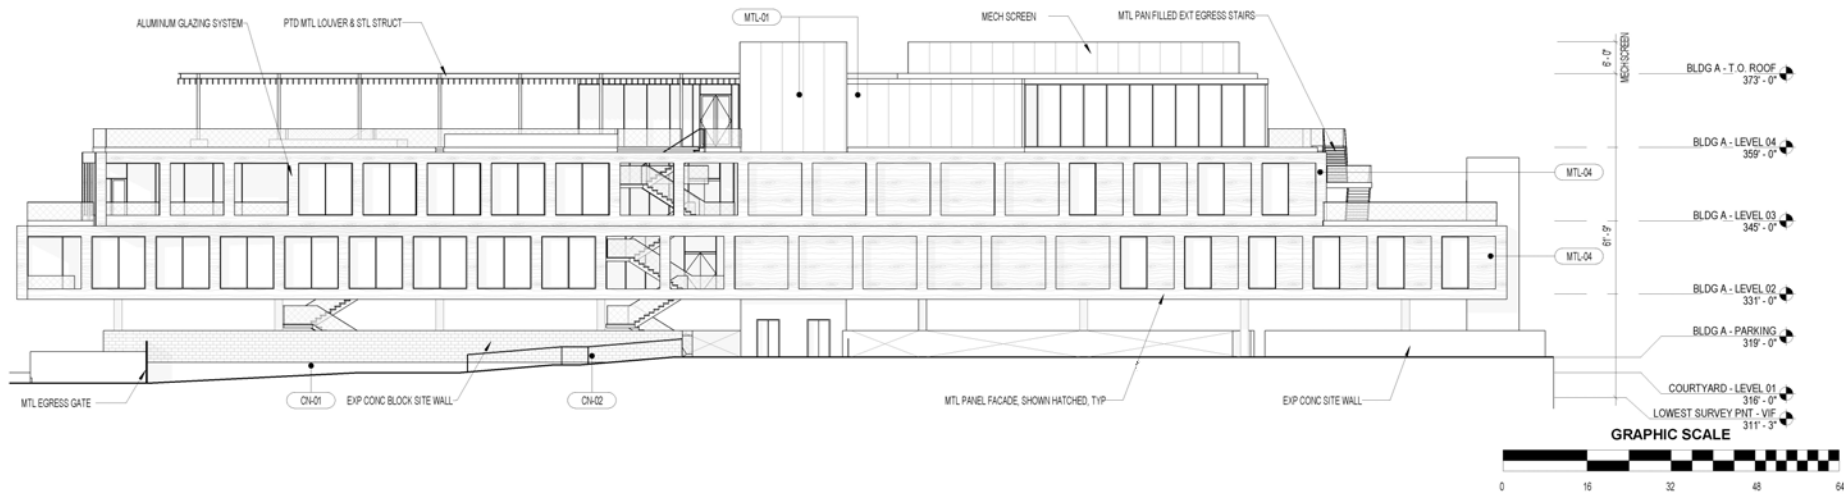 ALUMINUM GLAZING SYSTEM
PTD MTL LOUVER & STL STRUCT
MTL-01
MECH SCREEN
MTL PAN FILLED EXT EGRESS STAIRS
6'-0"
MECH SCREEN
BLDG A - T.O. ROOF
373' - 0"
BLDG A - LEVEL 04
359' - 0"
MTL-04
BLDG A - LEVEL 03
345' - 0"
61'-9"
MTL-04
BLDG A - LEVEL 02
331' - 0"
BLDG A - PARKING
319' - 0"
COURTYARD - LEVEL 01
316' - 0"
LOWEST SURVEY PNT - VIF
311' - 3"
MTL EGRESS GATE
CN-01
EXP CONC BLOCK SITE WALL
CN-02
MTL PANEL FACADE, SHOWN HATCHED, TYP
EXP CONC SITE WALL
GRAPHIC SCALE
0 16 32 48 64